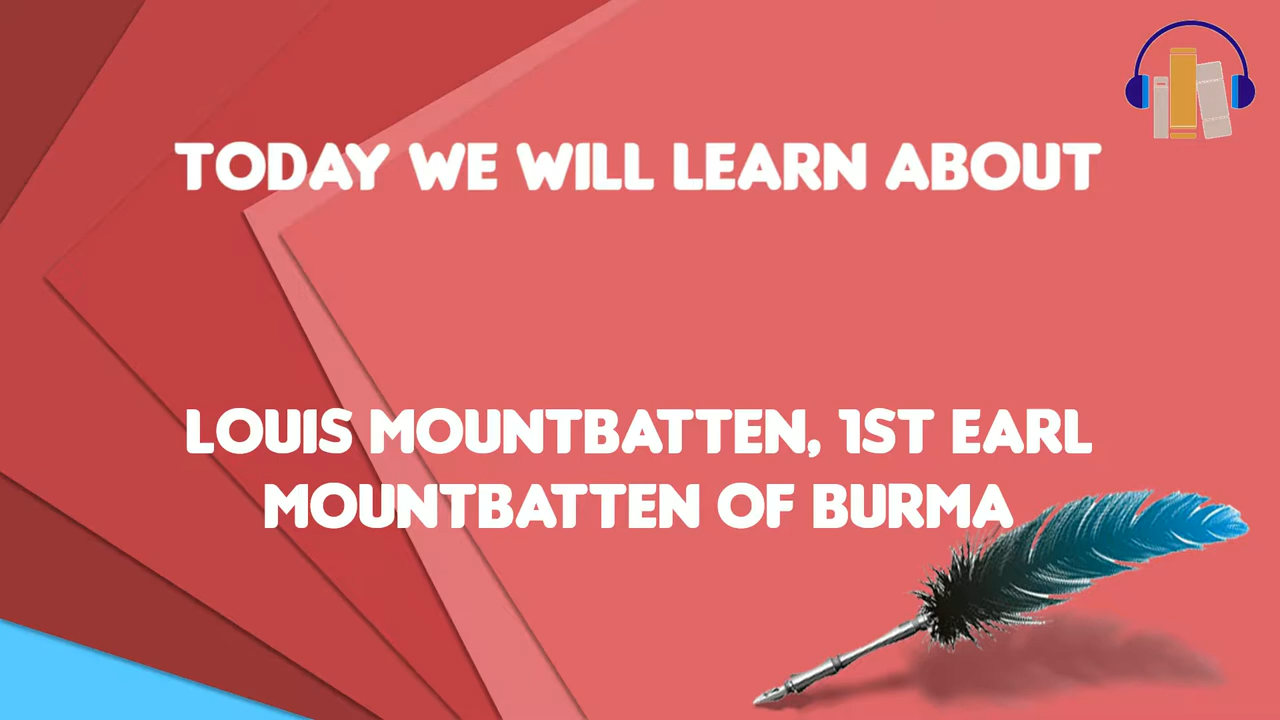 TODAY WE WILL LEARN ABOUT
LOUIS MOUNTBATTEN, 1ST EARL
MOUNTBATTEN OF BURMA